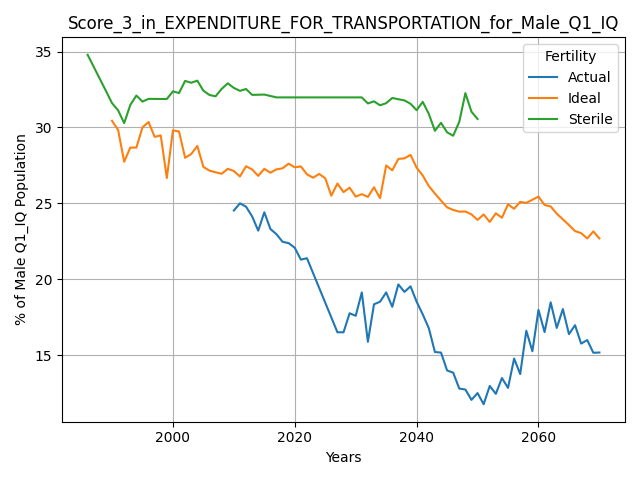 Score_3_in_EXPENDITURE_FOR_TRANSPORTATION_for_Male_Q1_IQ
% of Male Q1_IQ Population
35
30
25
20
15
Fertility
Actual
Ideal
Sterile
2000
2020
2040
2060
Years